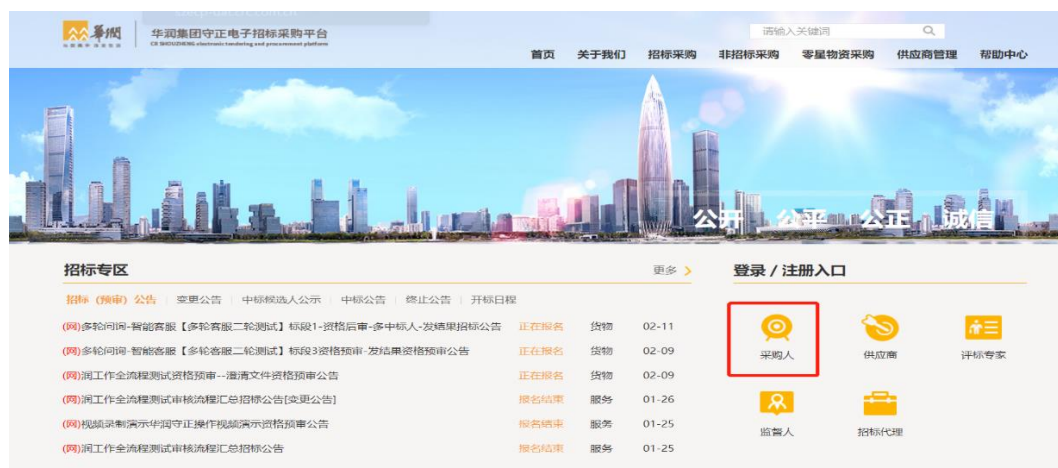 華潤
华润集团守正电子招标采购平台
CR SHOUZHENG electronic tendering and procurement platform
请输入关键词
首页 关于我们 招标采购 非招标采购 零星物资采购 供应商管理 帮助中心
公开 公平 公正 诚信
招标专区 更多 >
招标（预审）公告 变更公告 中标候选人公示 中标公告 终止公告 开标日程
(网)多轮问询-智能客服【多轮客服二轮测试】标段1-资格后审-多中标人-发结果招标公告 正在报名 货物 02-11
(网)多轮问询-智能客服【多轮客服二轮测试】标段3资格预审-发结果资格预审公告 正在报名 货物 02-09
(网)润工作全流程测试资格预审--澄清文件资格预审公告 正在报名 货物 02-09
(网)润工作全流程测试审核流程汇总招标公告[变更公告] 报名结束 服务 01-26
(网)视频录制演示华润守正操作视频演示资格预审公告 报名结束 服务 01-25
(网)润工作全流程测试审核流程汇总招标公告 报名结束 服务 01-25
登录 / 注册入口
采购人 供应商 评标专家
监督人 招标代理